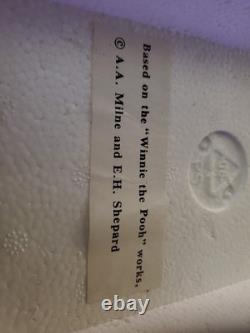 Based on the "Winnie the Pooh" works,
© A.A. Milne and E.H. Shepard